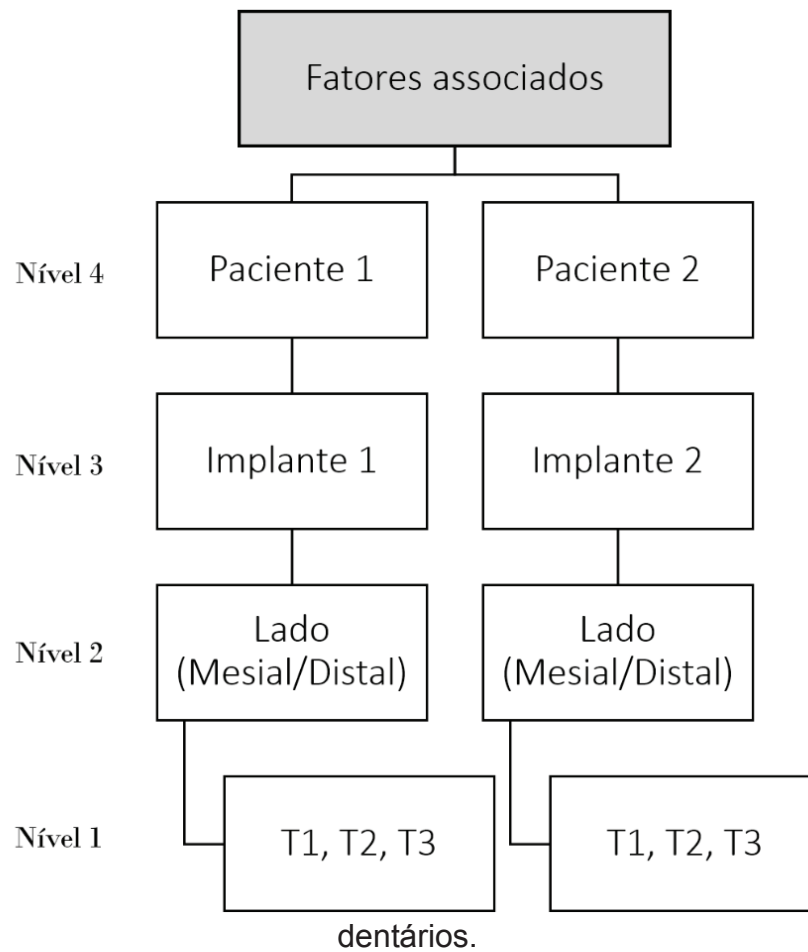 Fatores associados
Nível 4
Paciente 1
Paciente 2
Nível 3
Implante 1
Implante 2
Nível 2
Lado
(Mesial/Distal)
Lado
(Mesial/Distal)
Nível 1
T1, T2, T3
T1, T2, T3
dentários.